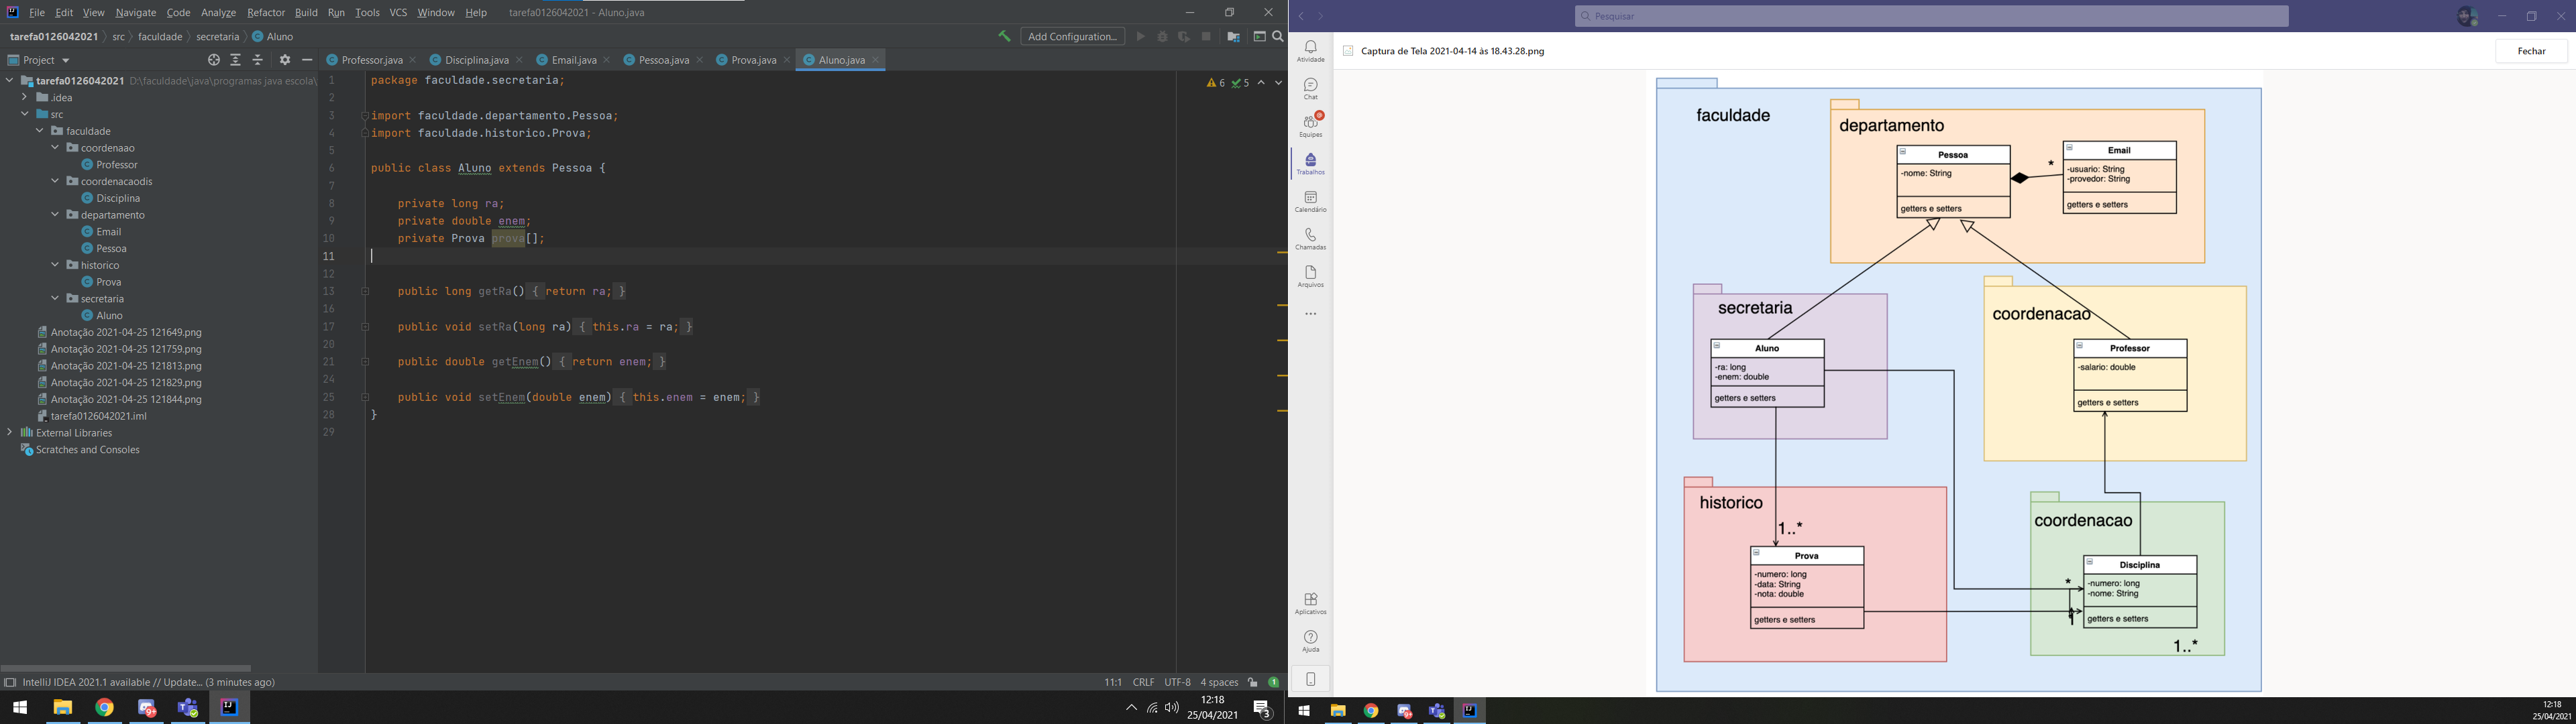 File Edit View Navigate Code Analyze Refactor Build Run Tools VCS Window Help tarefa0126042021 - Aluno.java
tarefa0126042021 src faculdade secretaria Aluno
Add Configuration...
Project
Professor.java Disciplina.java Email.java Pessoa.java Prova.java Aluno.java
tarefa0126042021 D:\faculdade\java\programas java escola\
.idea
src
faculdade
coordenaao
Professor
coordenacaodis
Disciplina
departamento
Email
Pessoa
historico
Prova
secretaria
Aluno
Anotação 2021-04-25 121649.png
Anotação 2021-04-25 121759.png
Anotação 2021-04-25 121813.png
Anotação 2021-04-25 121829.png
Anotação 2021-04-25 121844.png
tarefa0126042021.iml
External Libraries
Scratches and Consoles
6 5
1 package faculdade.secretaria;
2
3 import faculdade.departamento.Pessoa;
4 import faculdade.historico.Prova;
5
6 public class Aluno extends Pessoa {
7
8 private long ra;
9 private double enem;
10 private Prova prova[];
11
12
13 public long getRa() { return ra; }
16
17 public void setRa(long ra) { this.ra = ra; }
20
21 public double getEnem() { return enem; }
24
25 public void setEnem(double enem) { this.enem = enem; }
28 }
29
IntelliJ IDEA 2021.1 available // Update... (3 minutes ago)
11:1 CRLF UTF-8 4 spaces 1
12:18
25/04/2021
3
Pesquisar
Captura de Tela 2021-04-14 às 18.43.28.png
Fechar
Atividade
Chat
Equipes
Trabalhos
Calendário
Chamadas
Arquivos
Aplicativos
Ajuda
faculdade
departamento
Pessoa
-nome: String
getters e setters
*
Email
-usuario: String
-provedor: String
getters e setters
secretaria
Aluno
-ra: long
-enem: double
getters e setters
coordenacao
Professor
-salario: double
getters e setters
historico
1..*
Prova
-numero: long
-data: String
-nota: double
getters e setters
coordenacao
Disciplina
-numero: long
-nome: String
getters e setters
*
1
1..*
12:18
25/04/2021